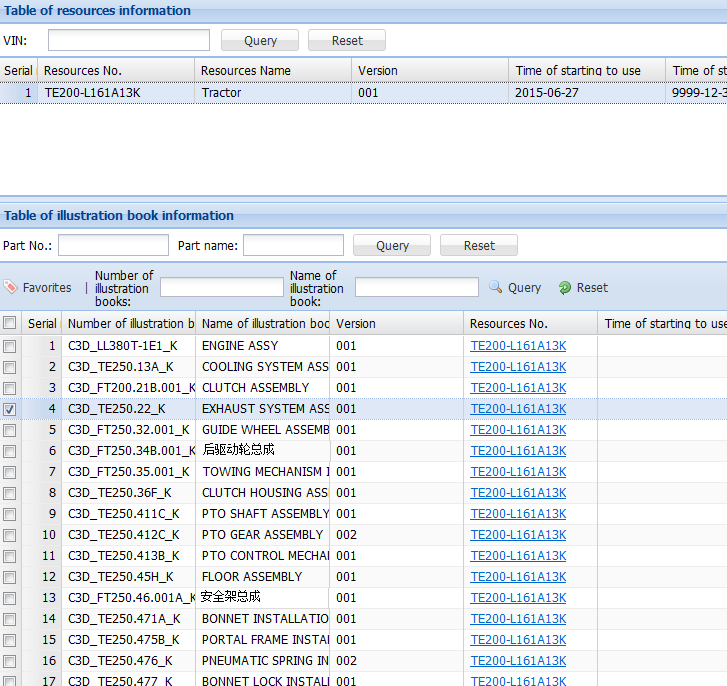 Table of resources information
VIN: Query Reset
Serial Resources No. Resources Name Version Time of starting to use Time of st
1 TE200-L161A13K Tractor 001 2015-06-27 9999-12-3
Table of illustration book information
Part No.: Part name: Query Reset
Favorites | Number of illustration books: Name of illustration book: Query Reset
Serial Number of illustration b Name of illustration boo Version Resources No. Time of starting to use
1 C3D_LL380T-1E1_K ENGINE ASSY 001 TE200-L161A13K
2 C3D_TE250.13A_K COOLING SYSTEM ASS 001 TE200-L161A13K
3 C3D_FT200.21B.001_K CLUTCH ASSEMBLY 001 TE200-L161A13K
4 C3D_TE250.22_K EXHAUST SYSTEM ASS 001 TE200-L161A13K
5 C3D_FT250.32.001_K GUIDE WHEEL ASSEMB 001 TE200-L161A13K
6 C3D_FT250.34B.001_K 后驱动轮总成 001 TE200-L161A13K
7 C3D_FT250.35.001_K TOWING MECHANISM I 001 TE200-L161A13K
8 C3D_TE250.36F_K CLUTCH HOUSING ASS 001 TE200-L161A13K
9 C3D_TE250.411C_K PTO SHAFT ASSEMBLY 001 TE200-L161A13K
10 C3D_TE250.412C_K PTO GEAR ASSEMBLY 002 TE200-L161A13K
11 C3D_TE250.413B_K PTO CONTROL MECHA 001 TE200-L161A13K
12 C3D_TE250.45H_K FLOOR ASSEMBLY 001 TE200-L161A13K
13 C3D_FT250.46.001A_K 安全架总成 001 TE200-L161A13K
14 C3D_TE250.471A_K BONNET INSTALLATIO 001 TE200-L161A13K
15 C3D_TE250.475B_K PORTAL FRAME INSTA 001 TE200-L161A13K
16 C3D_TE250.476_K PNEUMATIC SPRING IN 002 TE200-L161A13K
17 C3D_TE250.477_K BONNET LOCK INSTALI 001 TE200-L161A13K